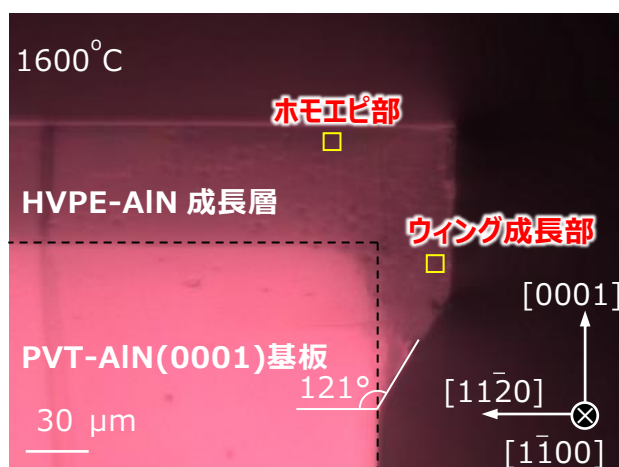 1600°C
ホモエピ部
HVPE-AlN 成長層
ウィング成長部
[0001]
PVT-AlN(0001)基板
121°
[112̄0]
30 μm
[11̄00]